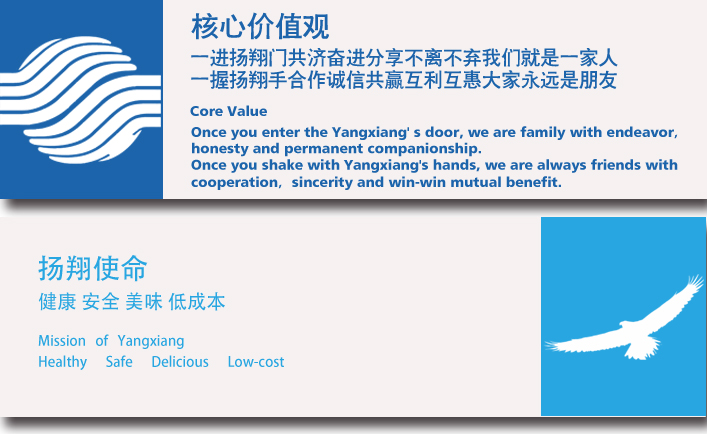 核心价值观
一进扬翔门共济奋进分享不离不弃我们就是一家人
一握扬翔手合作诚信共赢互利互惠大家永远是朋友
Core Value
Once you enter the Yangxiang' s door, we are family with endeavor,
honesty and permanent companionship.
Once you shake with Yangxiang's hands, we are always friends with
cooperation, sincerity and win-win mutual benefit.
扬翔使命
健康 安全 美味 低成本
Mission of Yangxiang
Healthy Safe Delicious Low-cost